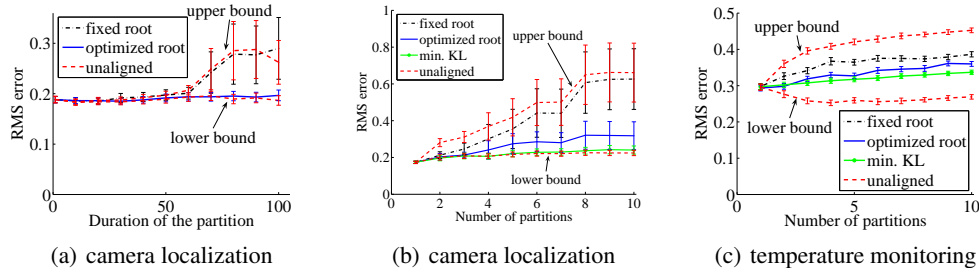 RMS error
0.3
0.2
0.1
0
0
50
100
Duration of the partition
fixed root
optimized root
unaligned
upper bound
lower bound
(a) camera localization
RMS error
1
0.8
0.6
0.4
0.2
0
2
4
6
8
10
Number of partitions
fixed root
optimized root
min. KL
unaligned
upper bound
lower bound
(b) camera localization
RMS error
0.5
0.4
0.3
0.2
0.1
0
5
10
Number of partitions
upper bound
lower bound
fixed root
optimized root
min. KL
unaligned
(c) temperature monitoring